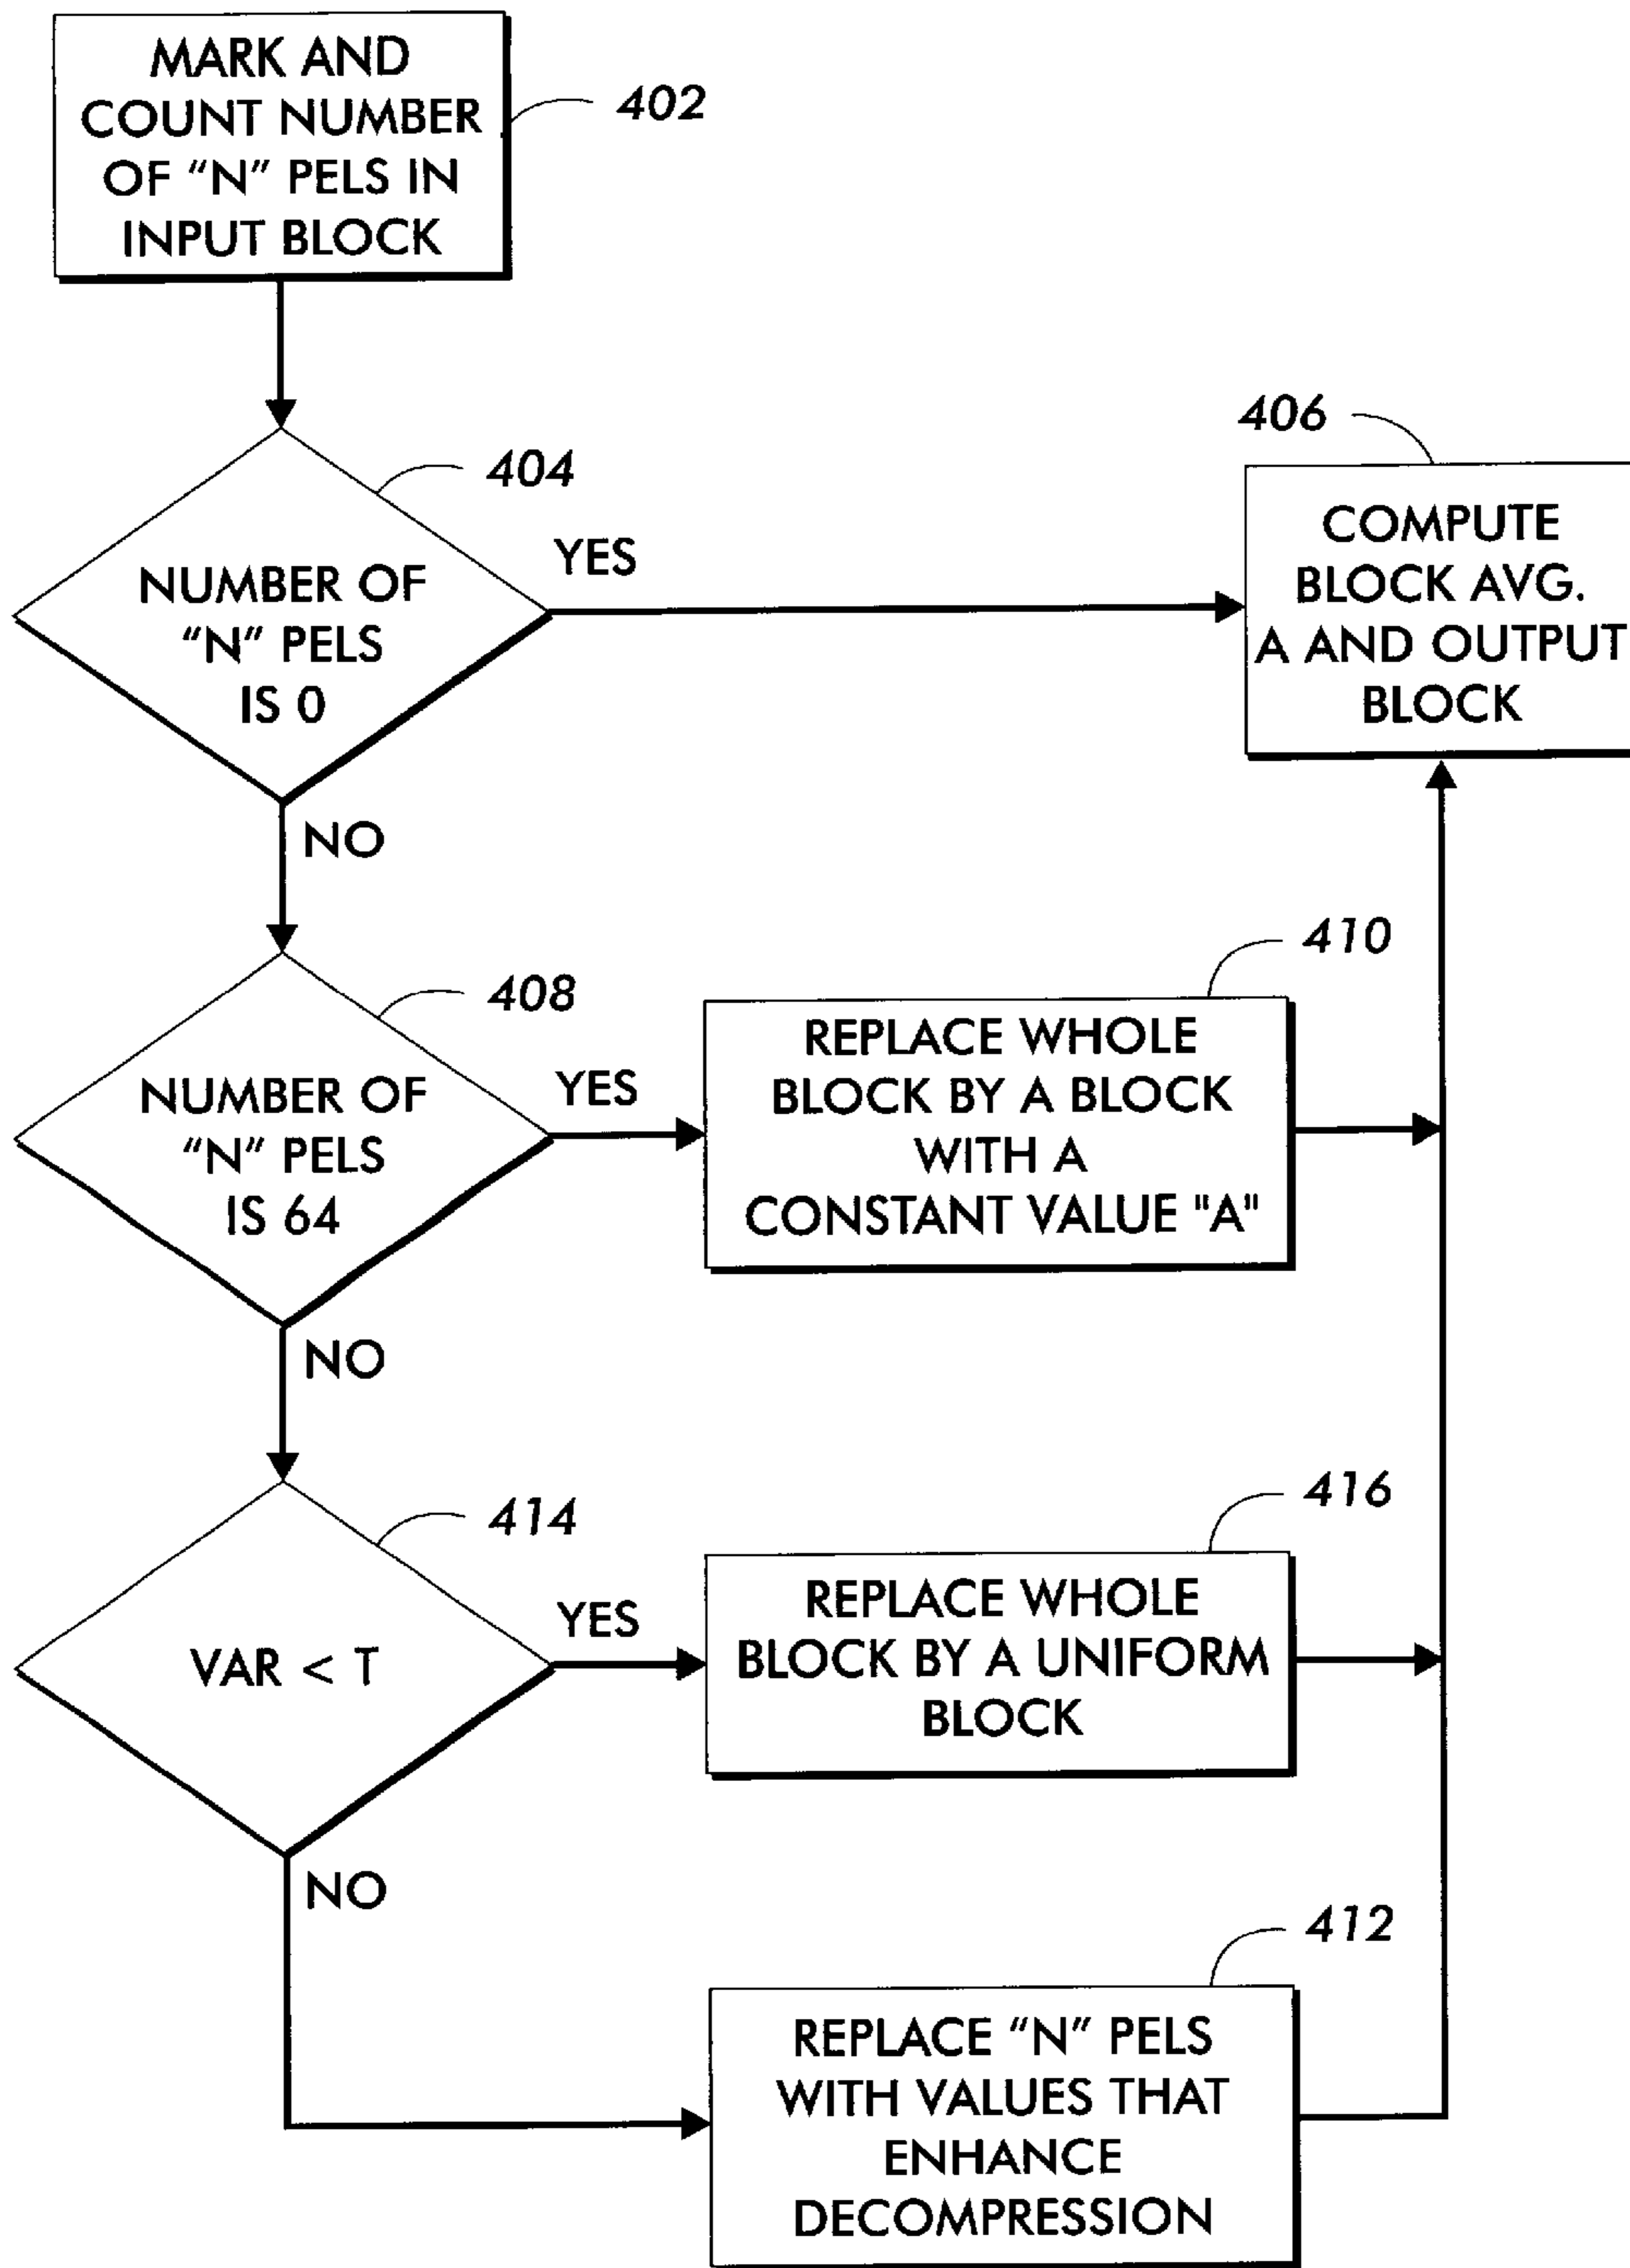 MARK AND
COUNT NUMBER
OF “N” PELS IN
INPUT BLOCK
402
404
NUMBER OF
“N” PELS
IS 0
YES
NO
406
COMPUTE
BLOCK AVG.
A AND OUTPUT
BLOCK
408
NUMBER OF
“N” PELS
IS 64
YES
NO
410
REPLACE WHOLE
BLOCK BY A BLOCK
WITH A
CONSTANT VALUE "A"
414
VAR < T
YES
NO
416
REPLACE WHOLE
BLOCK BY A UNIFORM
BLOCK
412
REPLACE “N” PELS
WITH VALUES THAT
ENHANCE
DECOMPRESSION